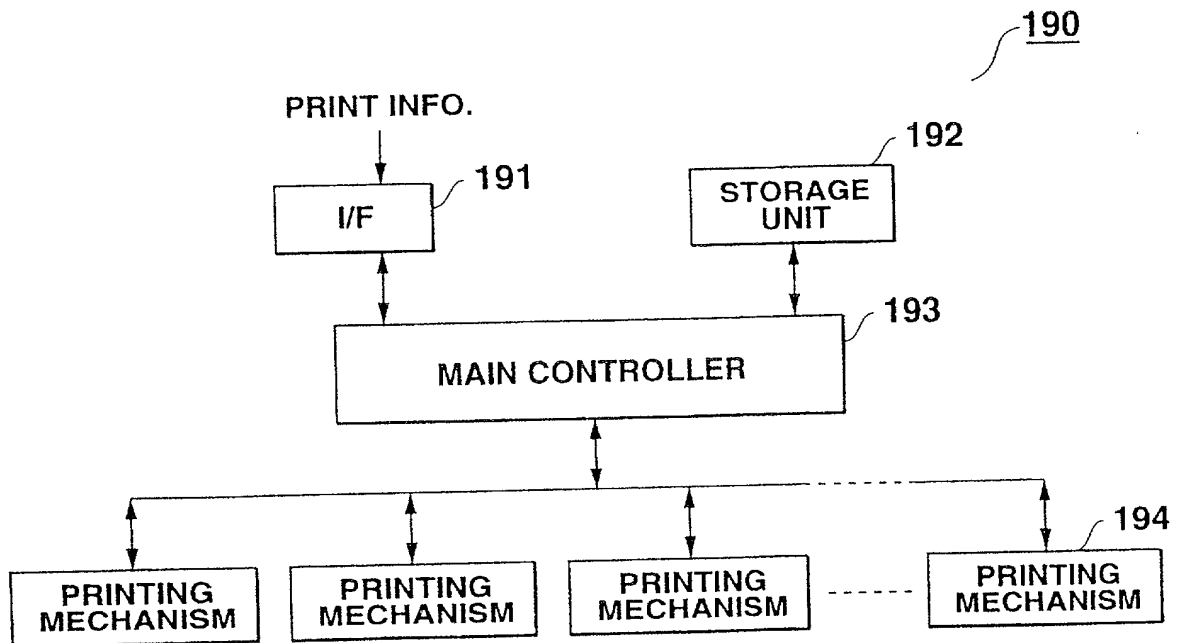 190
PRINT INFO.
191
192
I/F
STORAGE
UNIT
193
MAIN CONTROLLER
194
PRINTING
MECHANISM
PRINTING
MECHANISM
PRINTING
MECHANISM
PRINTING
MECHANISM